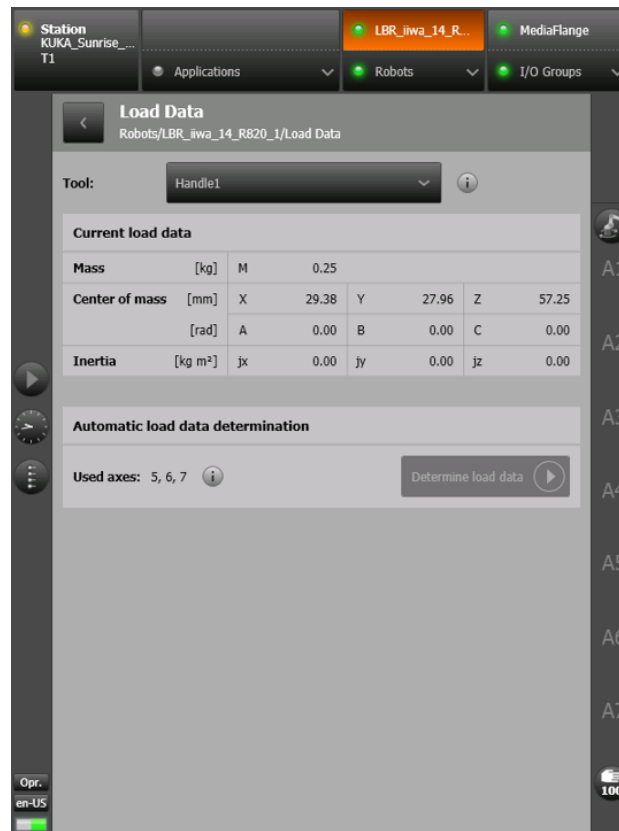 Station
KUKA_Sunrise_...
T1
LBR_iiwa_14_R...
MediaFlange
Applications
Robots
I/O Groups
Load Data
Robots/LBR_iiwa_14_R820_1/Load Data
Tool: Handle1
Current load data
Mass [kg] M 0.25
Center of mass [mm] X 29.38 Y 27.96 Z 57.25
[rad] A 0.00 B 0.00 C 0.00
Inertia [kg m²] jx 0.00 jy 0.00 jz 0.00
Automatic load data determination
Used axes: 5, 6, 7 Determine load data
A1
A2
A3
A4
A5
A6
A7
100
Opr.
en-US